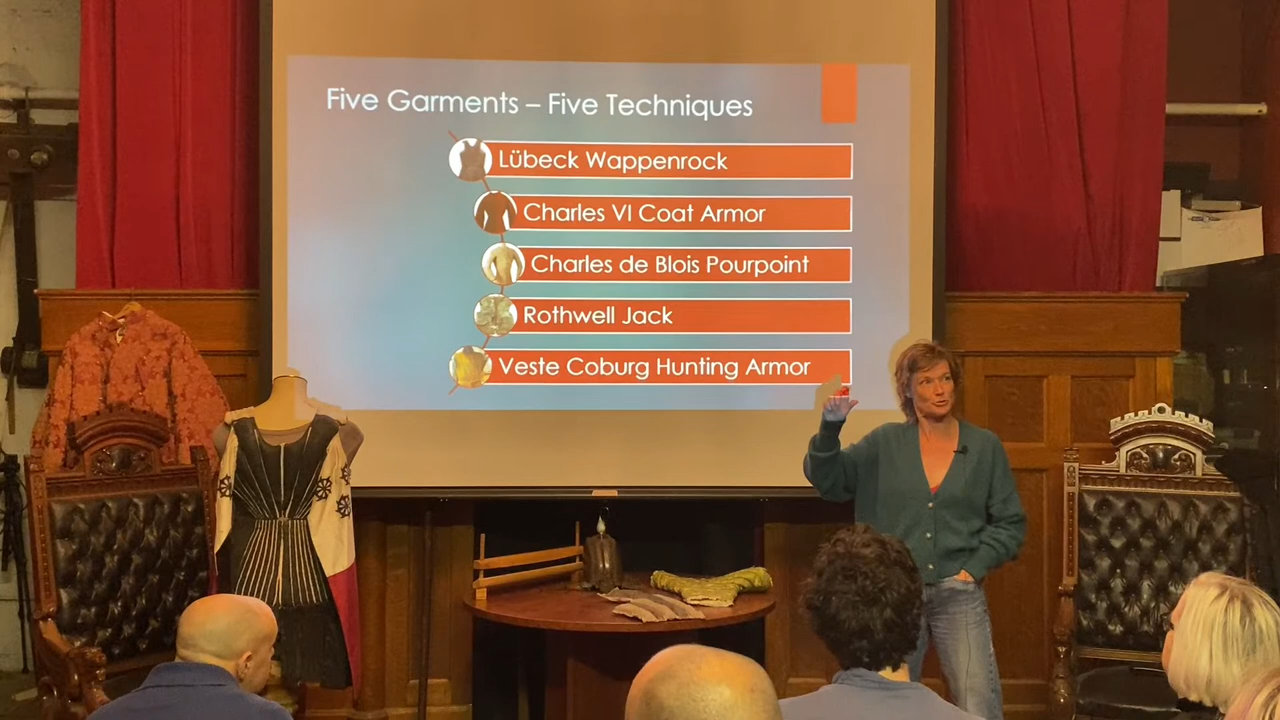 Five Garments – Five Techniques
Lübeck Wappenrock
Charles VI Coat Armor
Charles de Blois Pourpoint
Rothwell Jack
Veste Coburg Hunting Armor